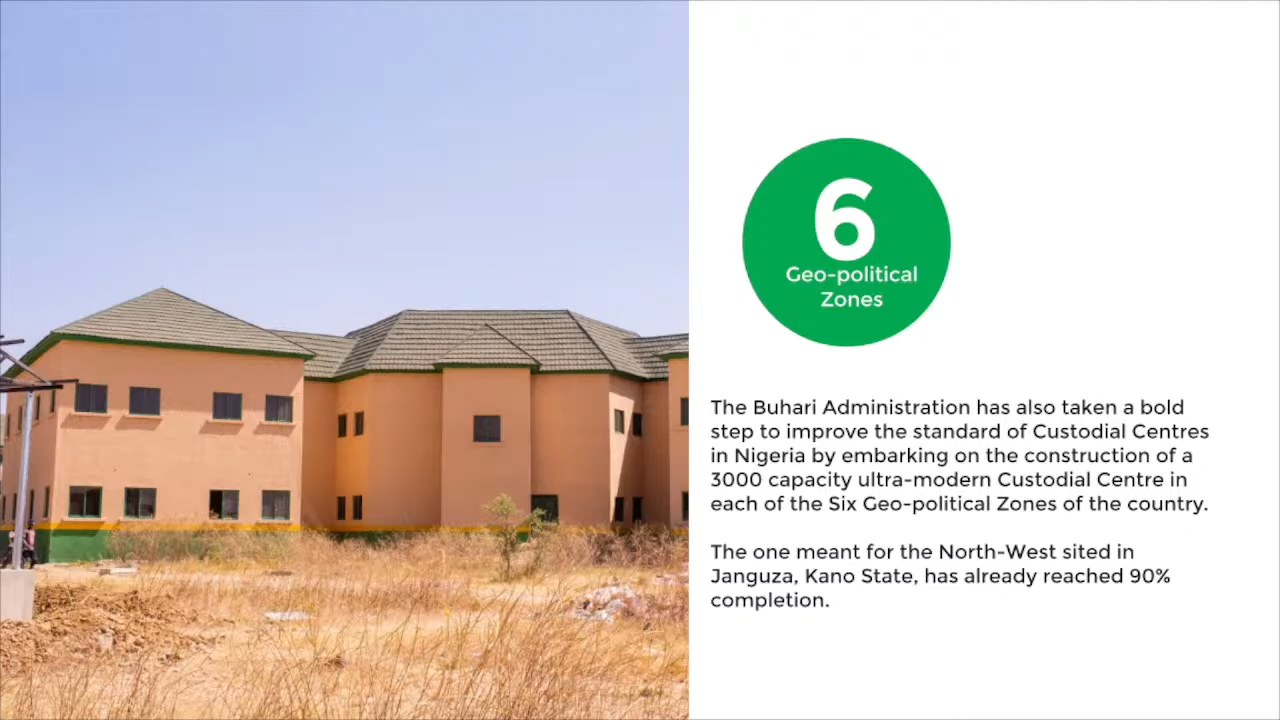 6
Geo-political
Zones
The Buhari Administration has also taken a bold
step to improve the standard of Custodial Centres
in Nigeria by embarking on the construction of a
3000 capacity ultra-modern Custodial Centre in
each of the Six Geo-political Zones of the country.
The one meant for the North-West sited in
Janguza, Kano State, has already reached 90%
completion.